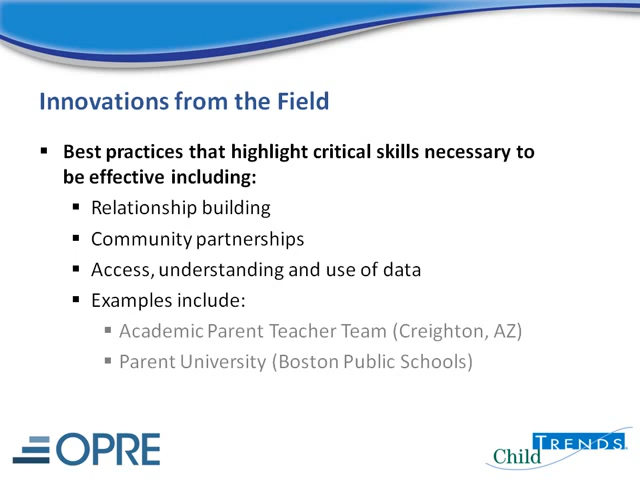 Innovations from the Field
▪ Best practices that highlight critical skills necessary to
be effective including:
▪ Relationship building
▪ Community partnerships
▪ Access, understanding and use of data
▪ Examples include:
▪ Academic Parent Teacher Team (Creighton, AZ)
▪ Parent University (Boston Public Schools)
OPRE
Child TRENDS